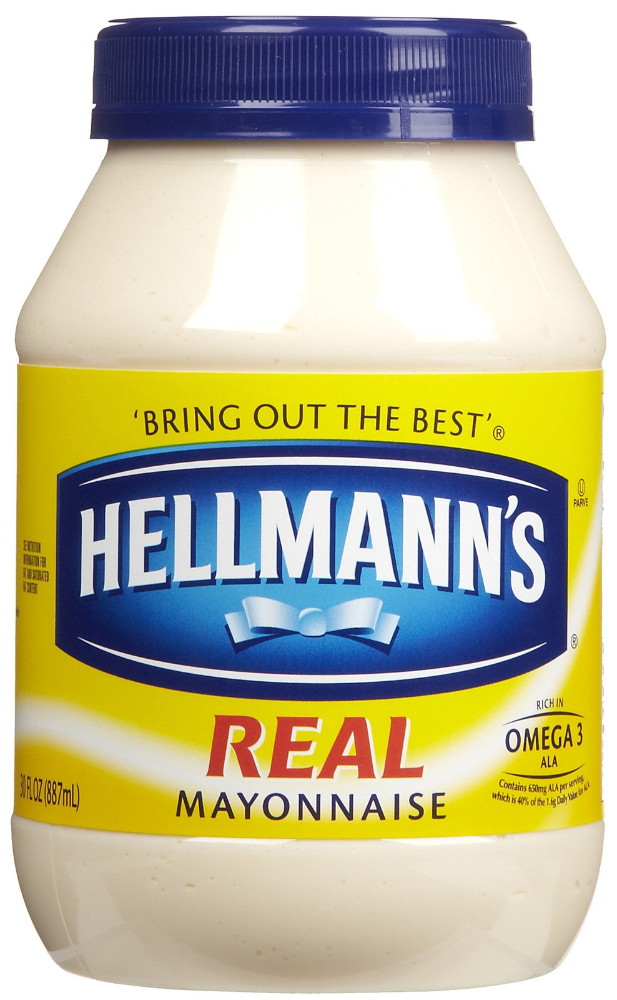 ‘BRING OUT THE BEST’®
HELLMANN’S
®
U
PARVE
SEE NUTRITION
INFORMATION FOR
FAT AND SATURATED
FAT CONTENT
REAL
MAYONNAISE
30 FL OZ (887mL)
RICH IN
OMEGA 3
ALA
Contains 650mg ALA per serving,
which is 40% of the 1.6g Daily Value for ALA